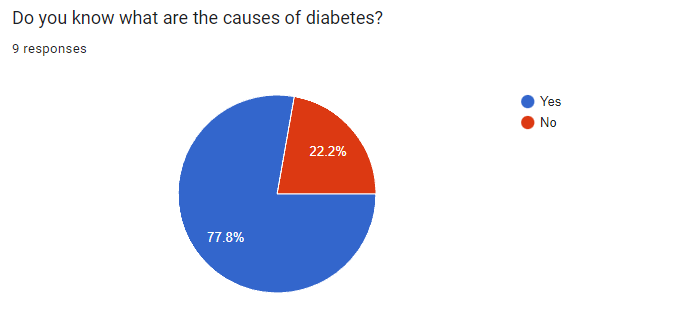 Do you know what are the causes of diabetes?
9 responses
Yes
No
22.2%
77.8%